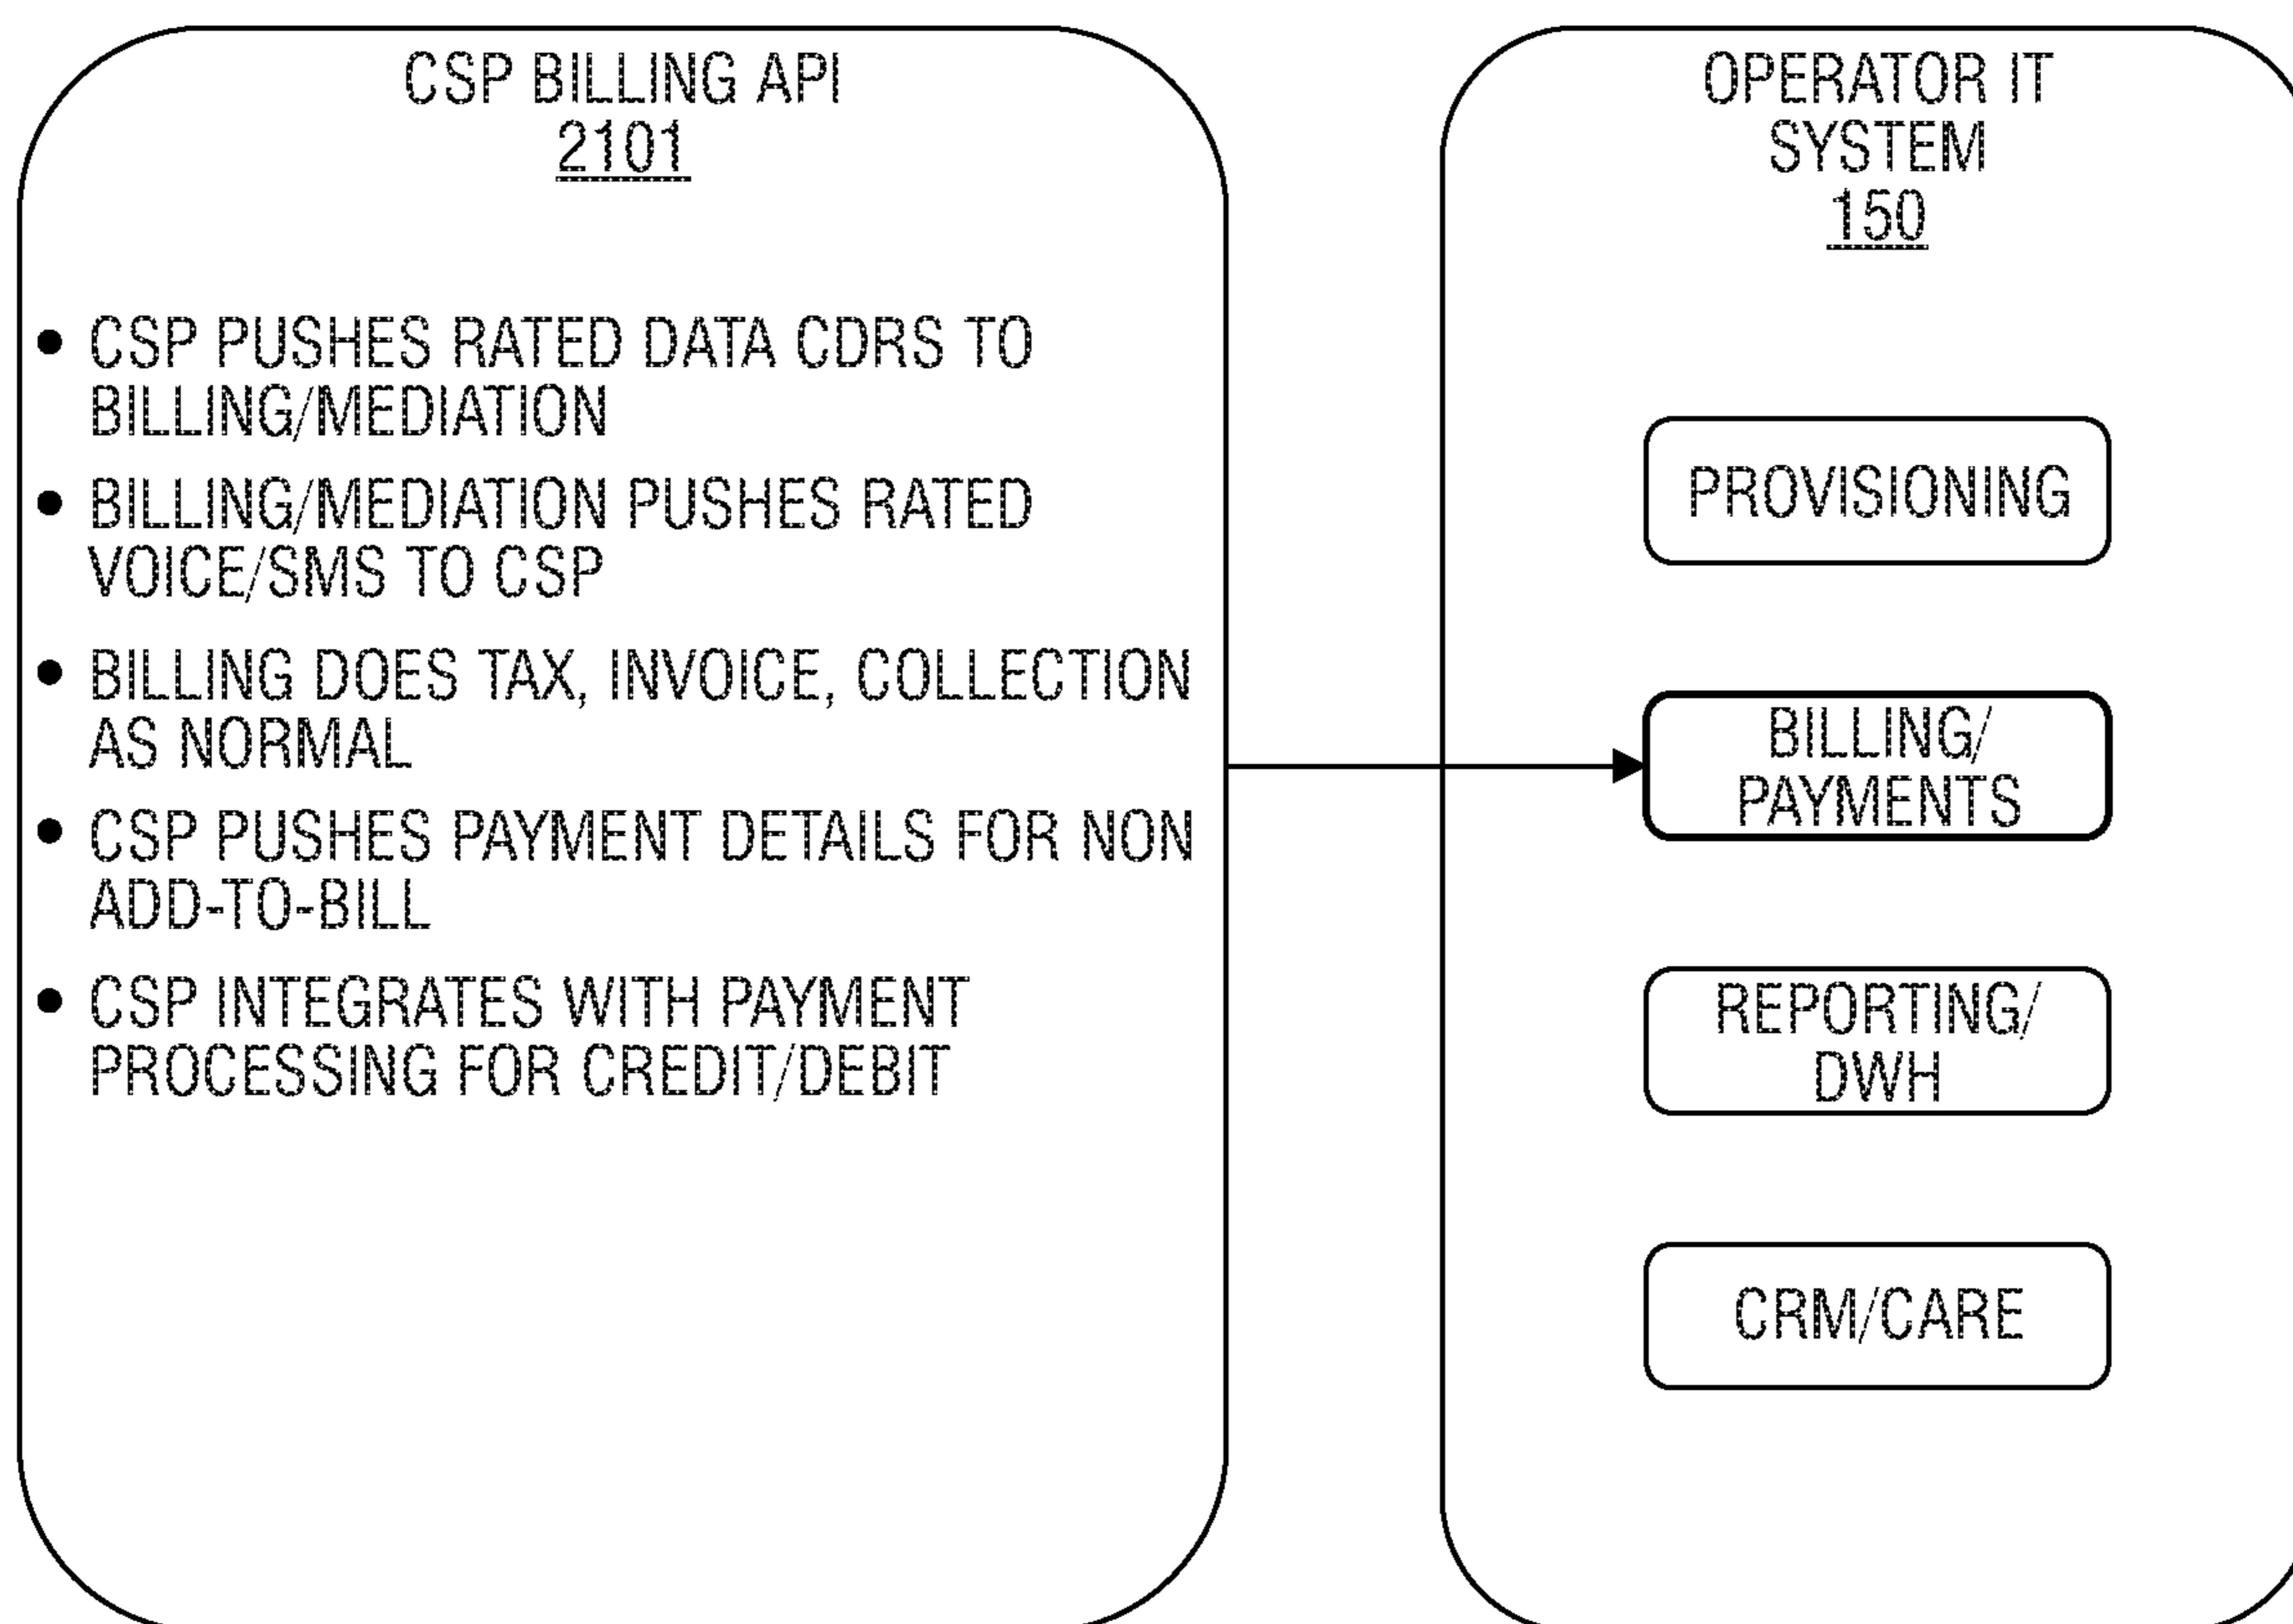 CSP BILLING API
2101
• CSP PUSHES RATED DATA CDRS TO
BILLING/MEDIATION
• BILLING/MEDIATION PUSHES RATED
VOICE/SMS TO CSP
• BILLING DOES TAX, INVOICE, COLLECTION
AS NORMAL
• CSP PUSHES PAYMENT DETAILS FOR NON
ADD-TO-BILL
• CSP INTEGRATES WITH PAYMENT
PROCESSING FOR CREDIT/DEBIT
OPERATOR IT
SYSTEM
150
PROVISIONING
BILLING/
PAYMENTS
REPORTING/
DWH
CRM/CARE